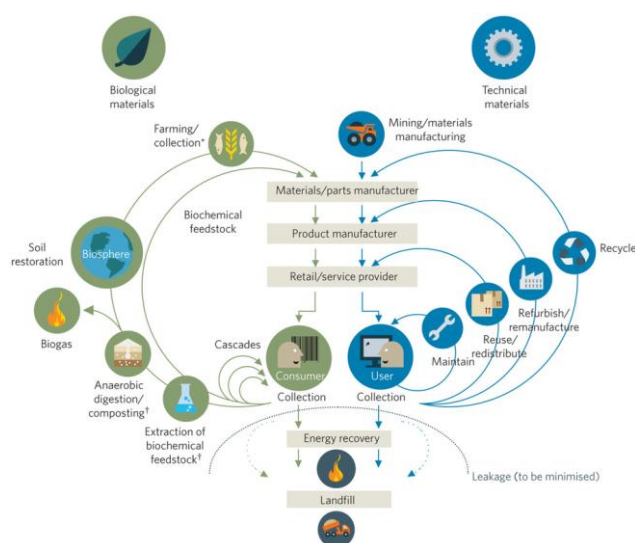 Biological
materials
Technical
materials
Farming/
collection*
Mining/materials
manufacturing
Materials/parts manufacturer
Biochemical
feedstock
Product manufacturer
Soil
restoration
Biosphere
Recycle
Retail/service provider
Refurbish/
remanufacture
Biogas
Reuse/
redistribute
Maintain
Cascades
Consumer
User
Anaerobic
digestion/
composting†
Collection
Collection
Extraction of
biochemical
feedstock†
Energy recovery
Leakage (to be minimised)
Landfill